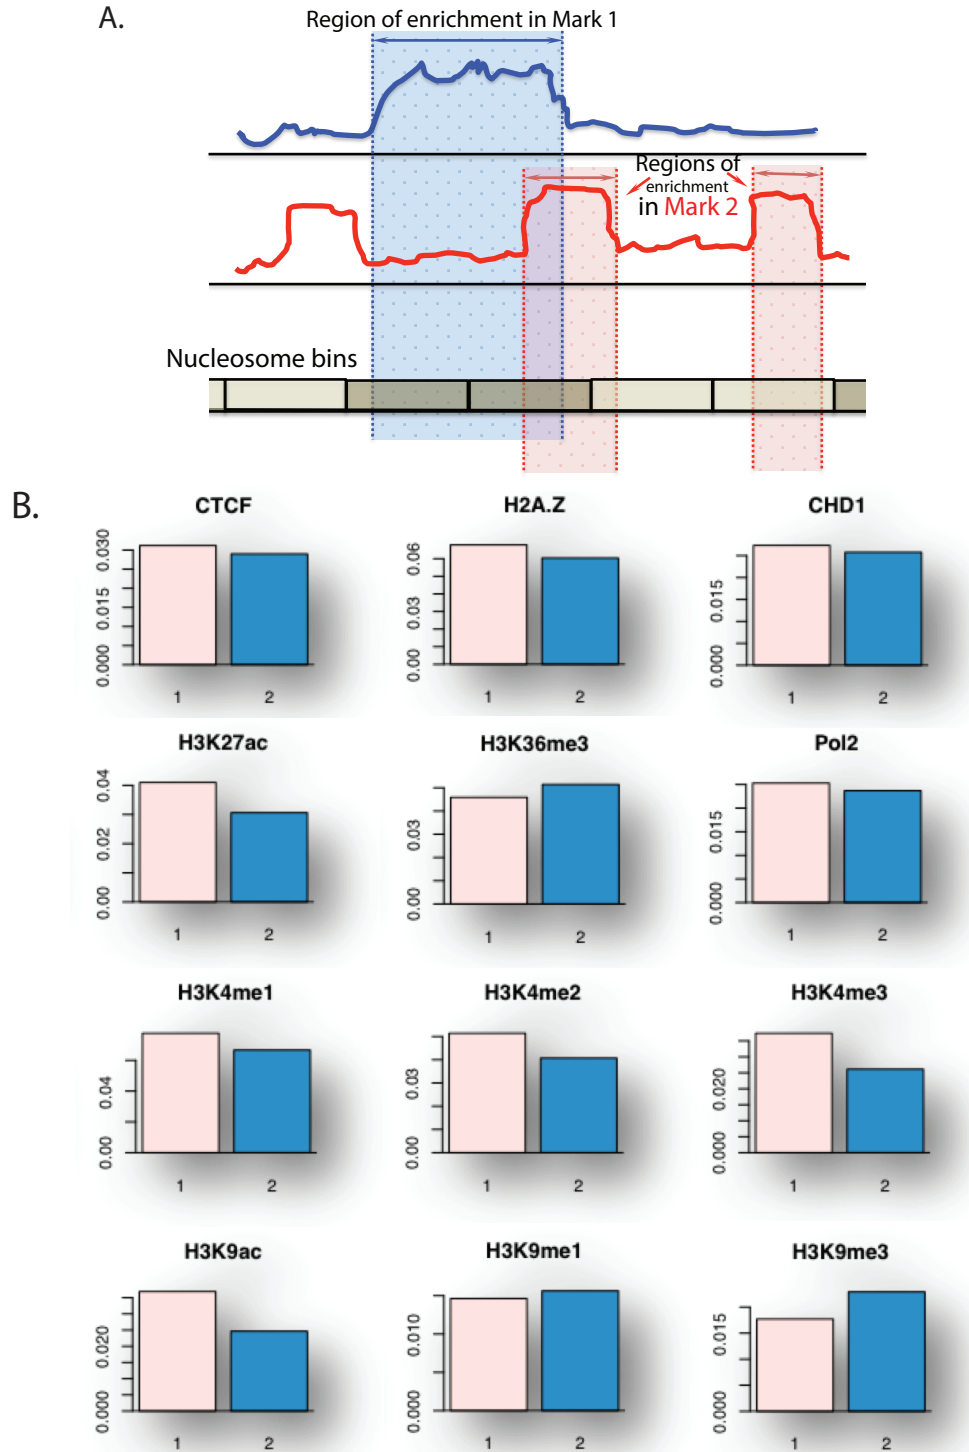 A.
Region of enrichment in Mark 1
Regions of
enrichment
in Mark 2
Nucleosome bins
B.
CTCF
0.030
0.015
0.000
1 2
H2A.Z
0.06
0.03
0.00
1 2
CHD1
0.015
0.000
1 2
H3K27ac
0.04
0.02
0.00
1 2
H3K36me3
0.03
0.00
1 2
Pol2
0.015
0.000
1 2
H3K4me1
0.04
0.00
1 2
H3K4me2
0.03
0.00
1 2
H3K4me3
0.020
0.000
1 2
H3K9ac
0.020
0.000
1 2
H3K9me1
0.010
0.000
1 2
H3K9me3
0.015
0.000
1 2